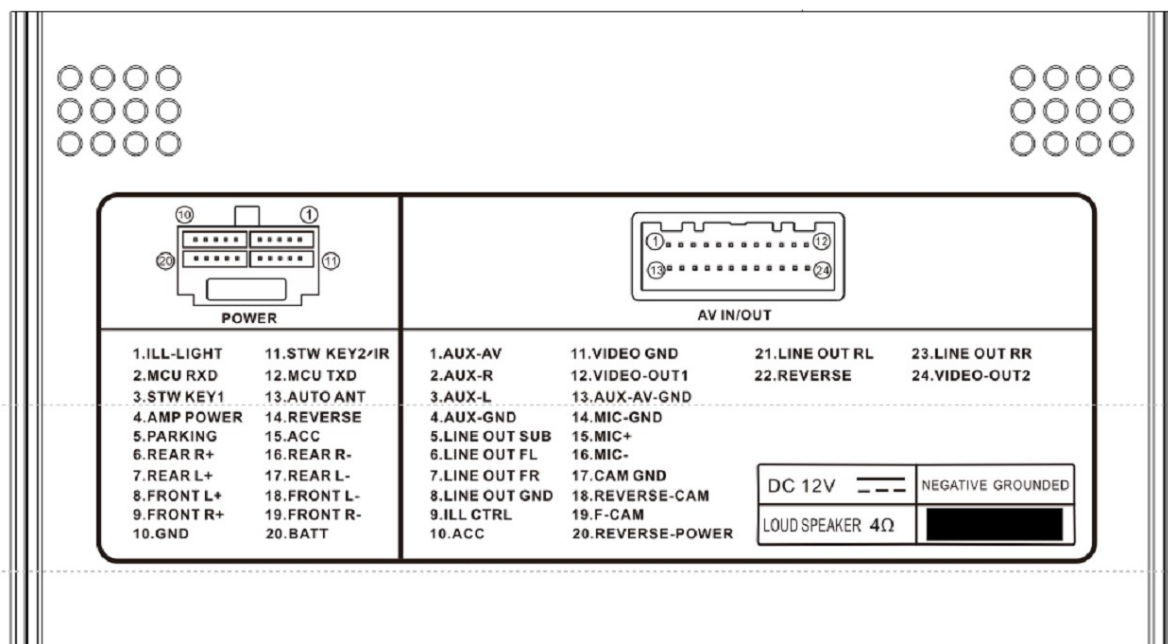 10 1
20 11
POWER
1 12
13 24
AV IN/OUT
1.ILL-LIGHT 11.STW KEY2/IR
2.MCU RXD 12.MCU TXD
3.STW KEY1 13.AUTO ANT
4.AMP POWER 14.REVERSE
5.PARKING 15.ACC
6.REAR R+ 16.REAR R-
7.REAR L+ 17.REAR L-
8.FRONT L+ 18.FRONT L-
9.FRONT R+ 19.FRONT R-
10.GND 20.BATT
1.AUX-AV 11.VIDEO GND 21.LINE OUT RL 23.LINE OUT RR
2.AUX-R 12.VIDEO-OUT1 22.REVERSE 24.VIDEO-OUT2
3.AUX-L 13.AUX-AV-GND
4.AUX-GND 14.MIC-GND
5.LINE OUT SUB 15.MIC+
6.LINE OUT FL 16.MIC-
7.LINE OUT FR 17.CAM GND
8.LINE OUT GND 18.REVERSE-CAM
9.ILL CTRL 19.F-CAM
10.ACC 20.REVERSE-POWER
DC 12V NEGATIVE GROUNDED
LOUD SPEAKER 4Ω